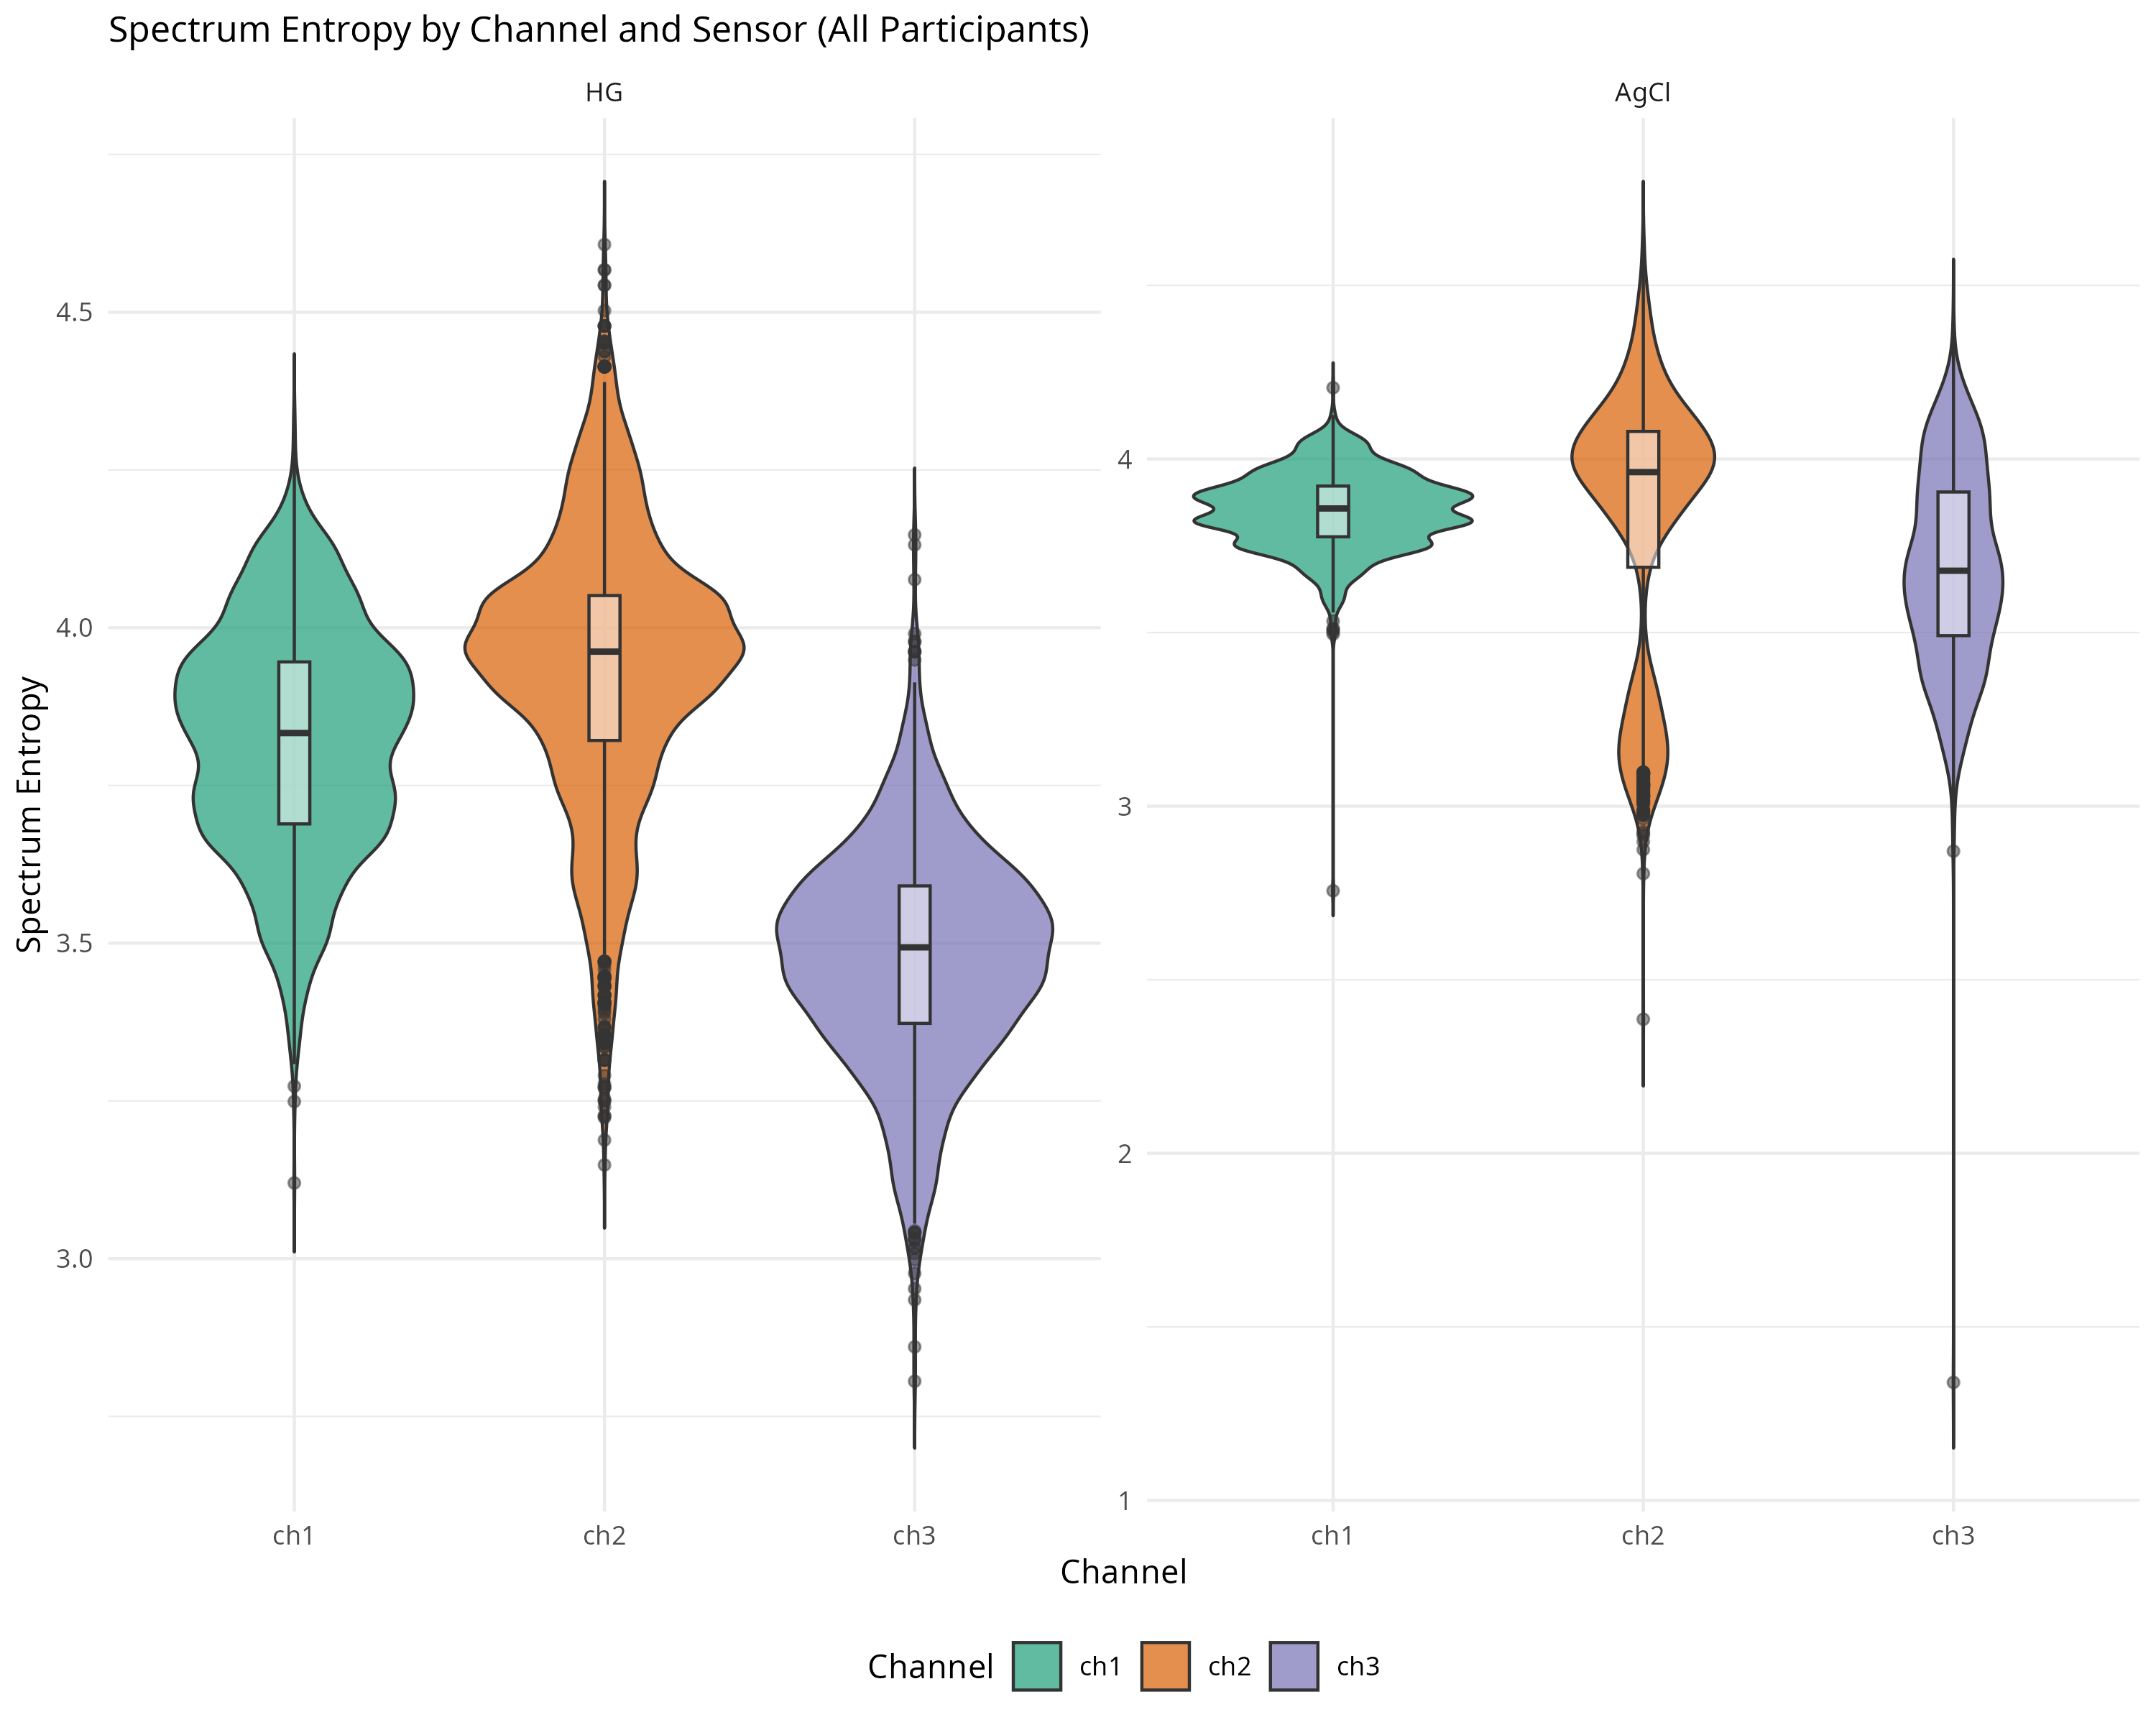 Spectrum Entropy by Channel and Sensor (All Participants)
HG
AgCl
Spectrum Entropy
4.5
4.0
3.5
3.0
4
3
2
1
ch1
ch2
ch3
ch1
ch2
ch3
Channel
Channel
ch1
ch2
ch3